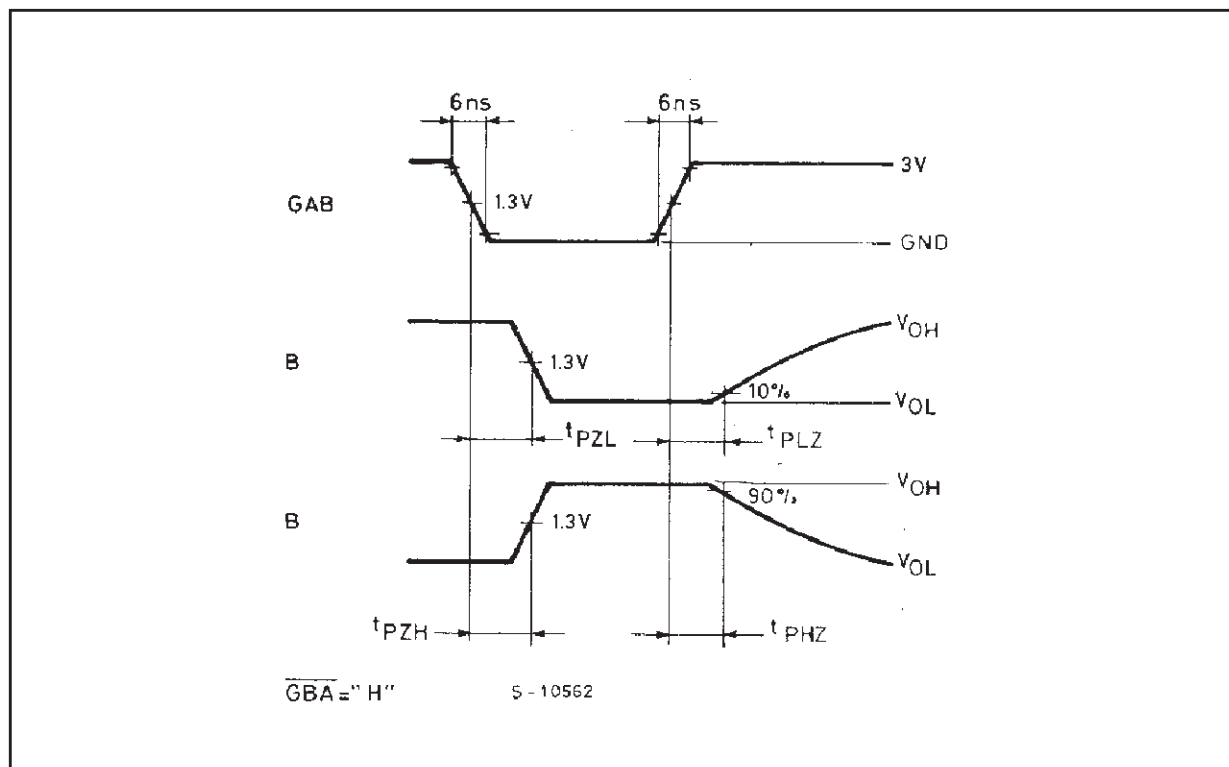 6ns 6ns
3V
GAB 1.3V
GND
VOH
B 1.3V
10%
VOL
tPZL tPLZ
VOH
90%
B 1.3V
VOL
tPZH tPHZ
GBA="H" S-10562